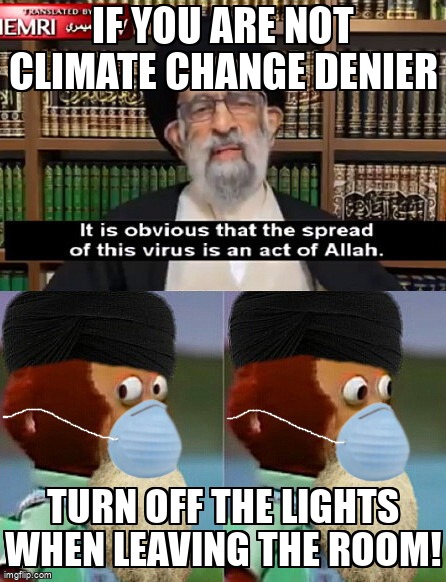 TRANSLATED BY
MEMRI ميمري
IF YOU ARE NOT
CLIMATE CHANGE DENIER
It is obvious that the spread
of this virus is an act of Allah.
TURN OFF THE LIGHTS
WHEN LEAVING THE ROOM!
imgflip.com